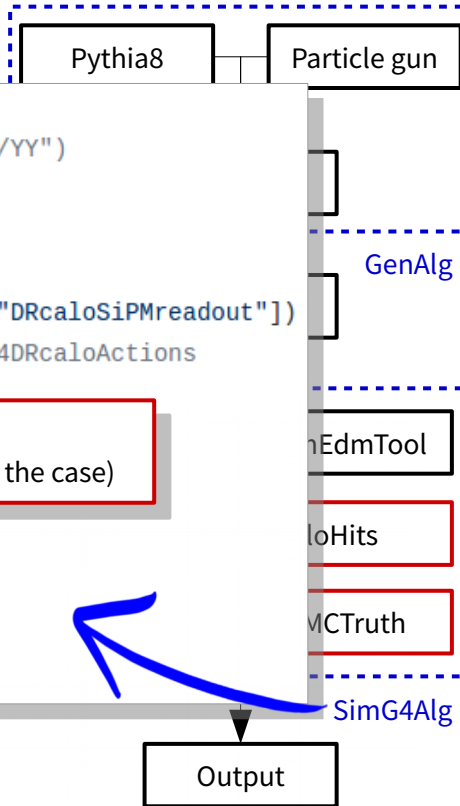 Pythia8
Particle gun
/YY")
GenAlg
"DRcaloSiPMreadout"])
4DRcaloActions
the case)
nEdmTool
loHits
MCTruth
SimG4Alg
Output